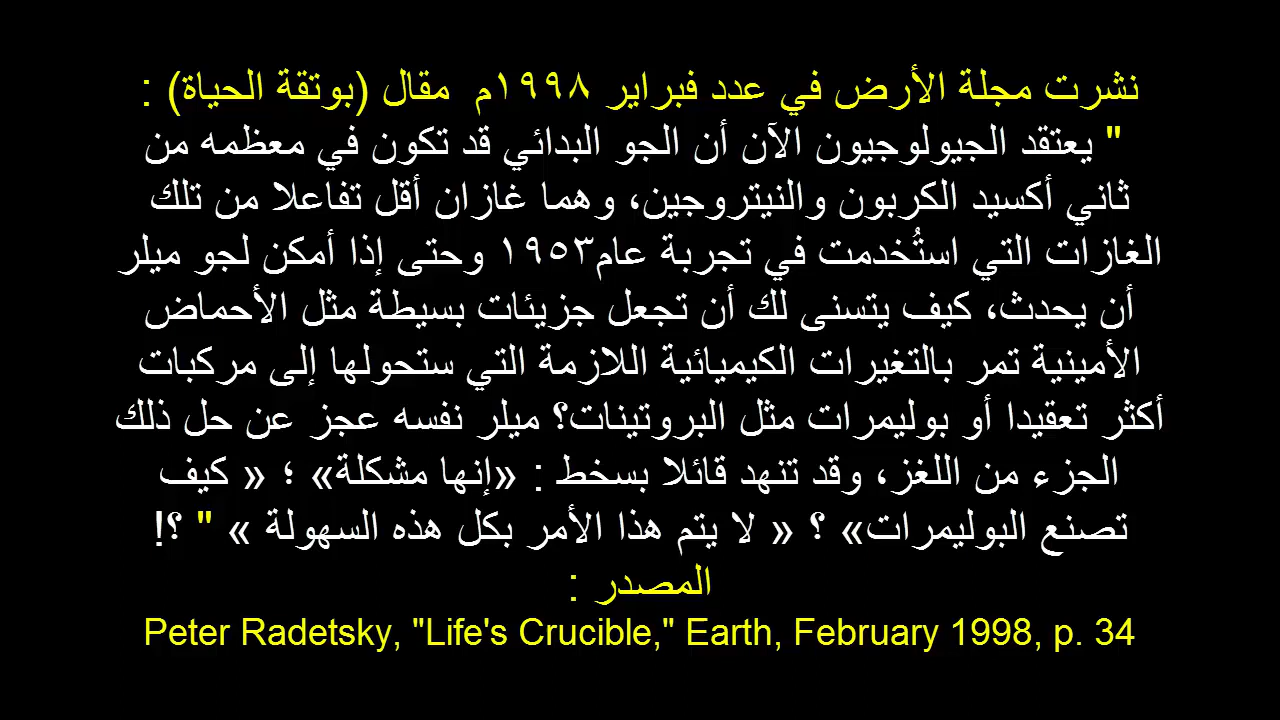 نشرت مجلة الأرض في عدد فبراير ١٩٩٨م مقال (بوتقة الحياة) :
" يعتقد الجيولوجيون الآن أن الجو البدائي قد تكون في معظمه من
ثاني أكسيد الكربون والنيتروجين، وهما غازان أقل تفاعلا من تلك
الغازات التي استُخدمت في تجربة عام١٩٥٣ وحتى إذا أمكن لجو ميلر
أن يحدث، كيف يتسنى لك أن تجعل جزيئات بسيطة مثل الأحماض
الأمينية تمر بالتغيرات الكيميائية اللازمة التي ستحولها إلى مركبات
أكثر تعقيدا أو بوليمرات مثل البروتينات؟ ميلر نفسه عجز عن حل ذلك
الجزء من اللغز، وقد تنهد قائلا بسخط : «إنها مشكلة» ؛ « كيف
تصنع البوليمرات» ؟ « لا يتم هذا الأمر بكل هذه السهولة » " ؟!
المصدر :
Peter Radetsky, "Life's Crucible," Earth, February 1998, p. 34